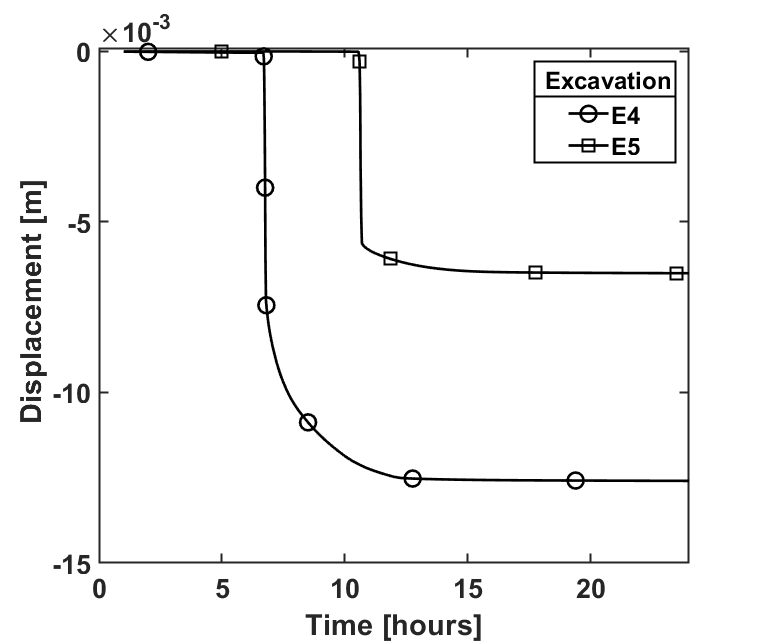 ×10⁻³
0
-5
-10
-15
0 5 10 15 20
Displacement [m]
Time [hours]
Excavation
E4
E5